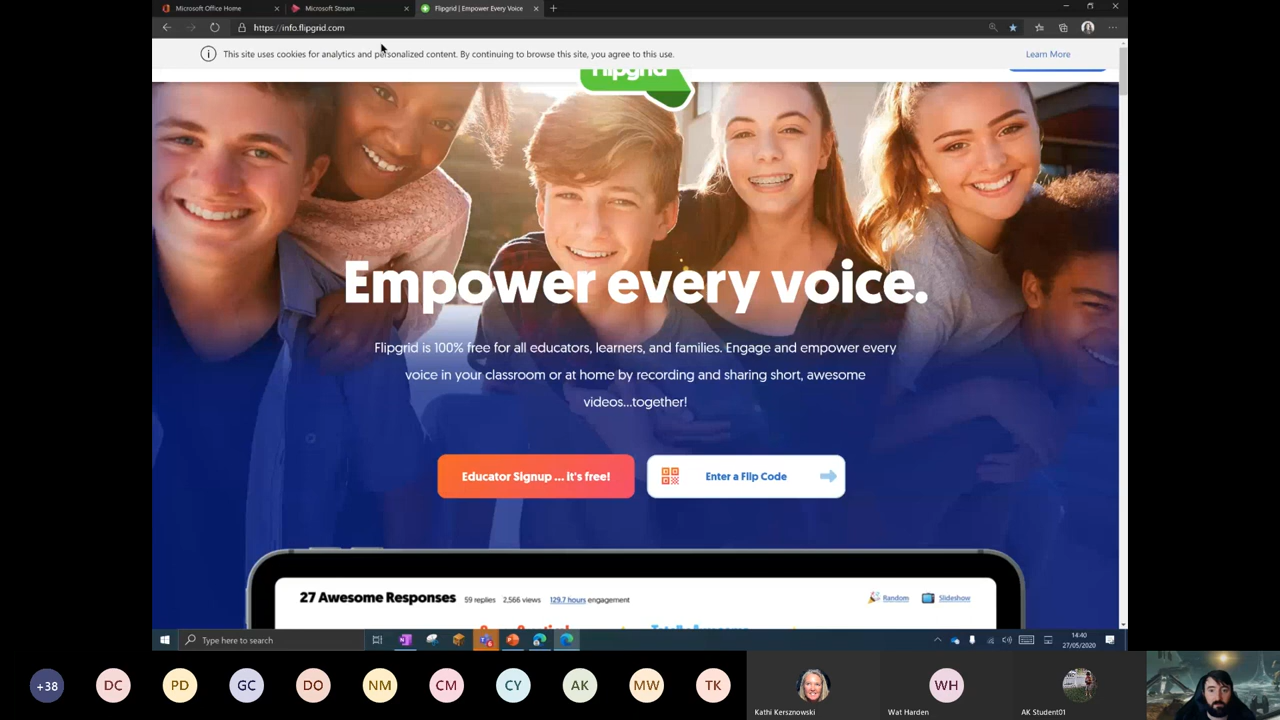 Microsoft Office Home
Microsoft Stream
Flipgrid | Empower Every Voice
https://info.flipgrid.com
This site uses cookies for analytics and personalized content. By continuing to browse this site, you agree to this use.
Learn More
Flipgrid
Empower every voice.
Flipgrid is 100% free for all educators, learners, and families. Engage and empower every
voice in your classroom or at home by recording and sharing short, awesome
videos...together!
Educator Signup ... it's free!
Enter a Flip Code
27 Awesome Responses
59 replies
2,566 views
129.7 hours engagement
Random
Slideshow
Type here to search
14:40
27/05/2020
+38
DC
PD
GC
DO
NM
CM
CY
AK
MW
TK
Kathi Kersznowski
WH
Wat Harden
AK Student01